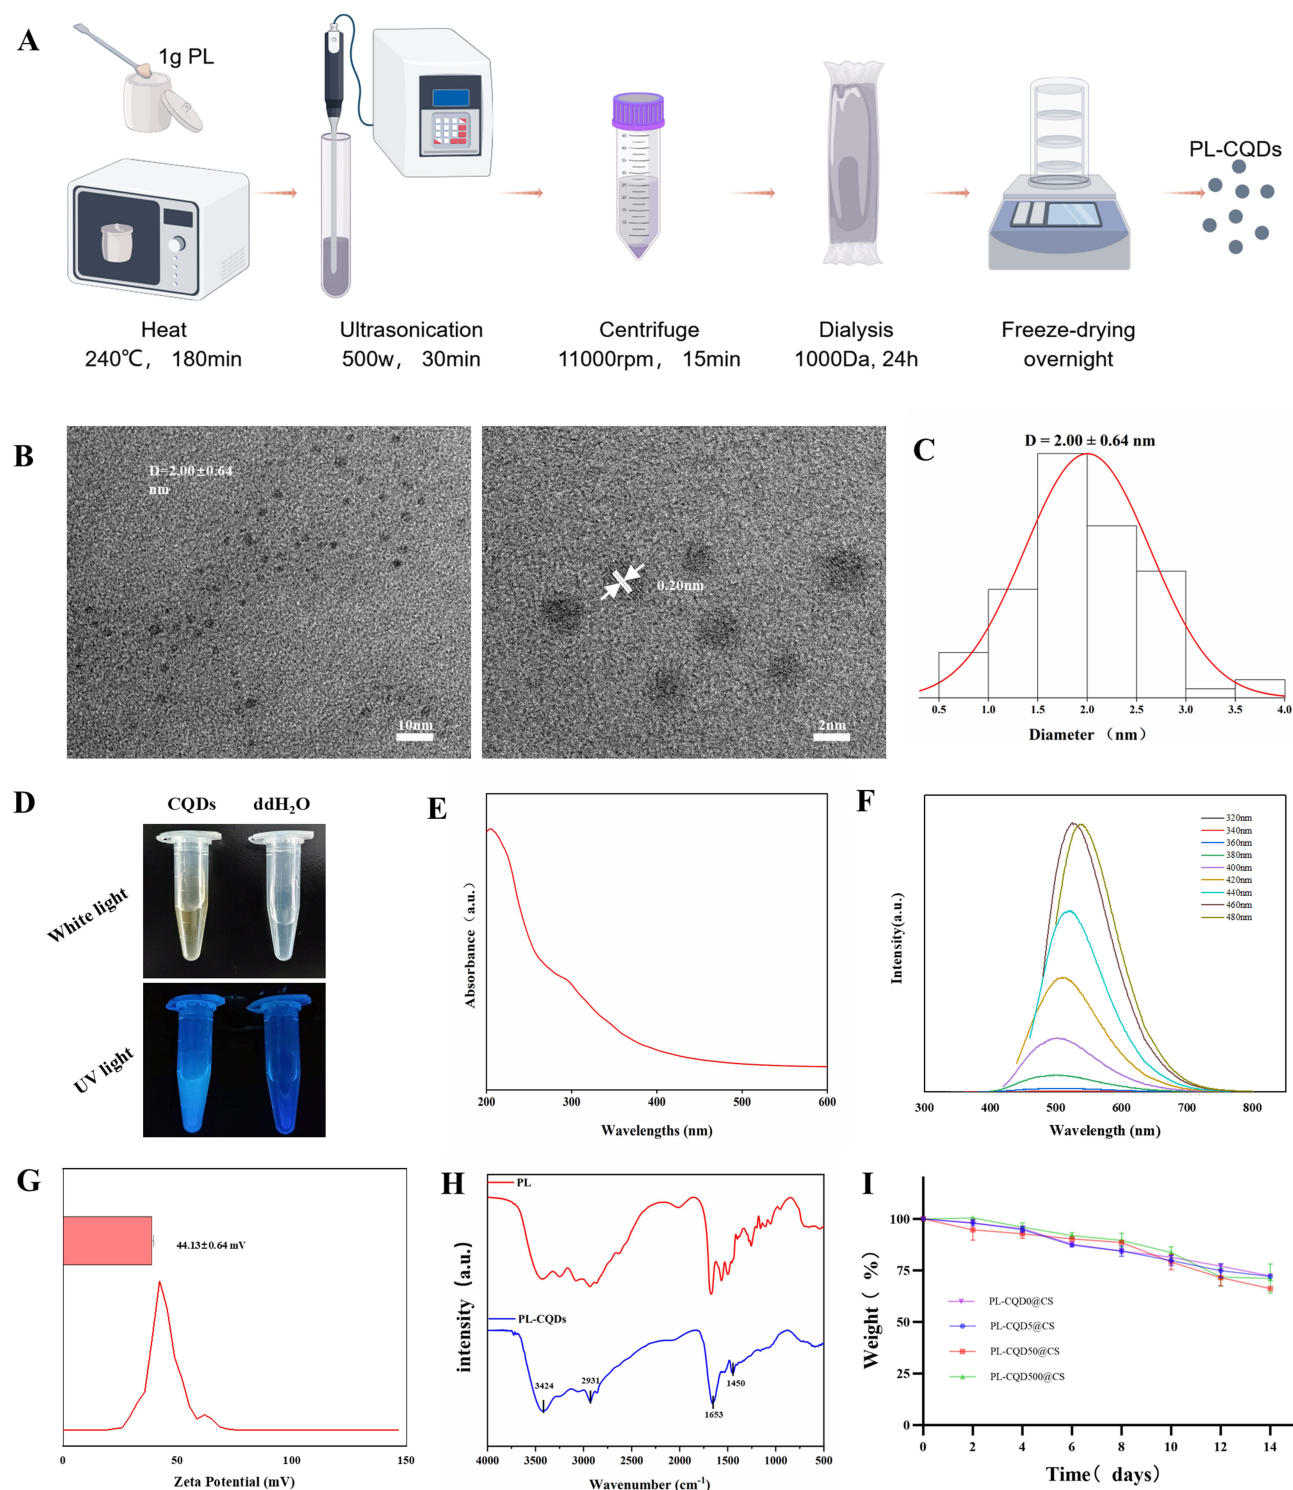 A
1g PL
PL-CQDs
Heat
240℃, 180min
Ultrasonication
500w, 30min
Centrifuge
11000rpm, 15min
Dialysis
1000Da, 24h
Freeze-drying
overnight
B
D=2.00±0.64
nm
10nm
0.20nm
2nm
C
D = 2.00 ± 0.64 nm
0.5 1.0 1.5 2.0 2.5 3.0 3.5 4.0
Diameter （nm）
D
CQDs ddH₂O
White light
UV light
E
Absorbance（a.u.）
200 300 400 500 600
Wavelengths (nm)
F
320nm
340nm
360nm
380nm
400nm
420nm
440nm
460nm
480nm
Intensity(a.u.)
300 400 500 600 700 800
Wavelength (nm)
G
44.13±0.64 mV
0 50 100 150
Zeta Potential (mV)
H
PL
PL-CQDs
3424
2931
1653
1450
intensity（a.u.）
4000 3500 3000 2500 2000 1500 1000 500
Wavenumber (cm⁻¹)
I
100
75
50
25
0
PL-CQD0@CS
PL-CQD5@CS
PL-CQD50@CS
PL-CQD500@CS
Weight（ %）
0 2 4 6 8 10 12 14
Time（ days）